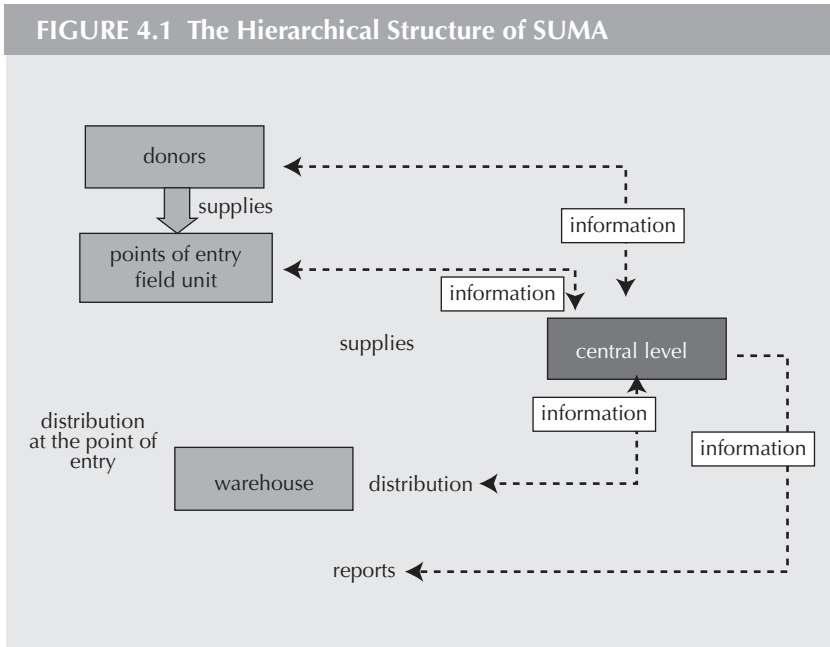 FIGURE 4.1 The Hierarchical Structure of SUMA
donors
supplies
information
points of entry
field unit
information
supplies
central level
information
distribution
at the point of
entry
information
warehouse
distribution
reports